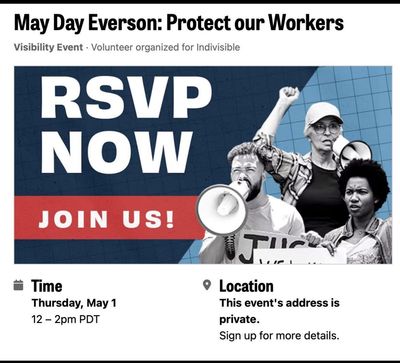 May Day Everson: Protect our Workers
Visibility Event · Volunteer organized for Indivisible
RSVP
NOW
JOIN US!
Time
Thursday, May 1
12 – 2pm PDT
Location
This event's address is
private.
Sign up for more details.